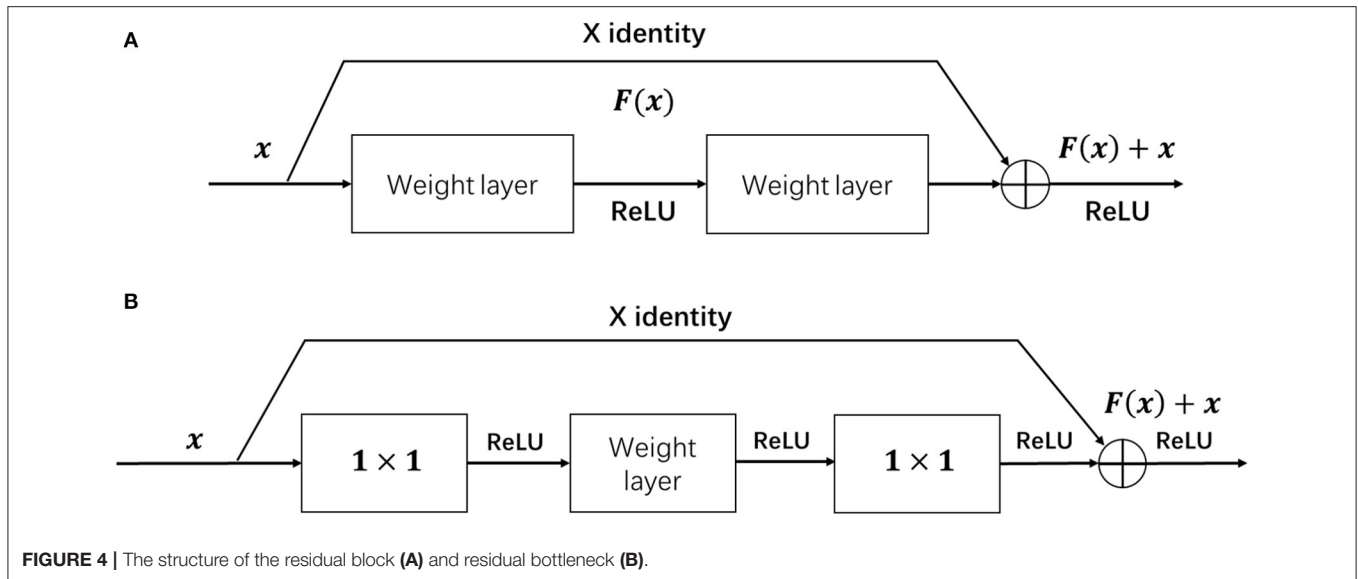 A
X identity
F(x)
x
F(x) + x
Weight layer
Weight layer
ReLU
ReLU
B
X identity
F(x) + x
x
ReLU
ReLU
ReLU
ReLU
1 × 1
Weight
layer
1 × 1
FIGURE 4 | The structure of the residual block (A) and residual bottleneck (B).